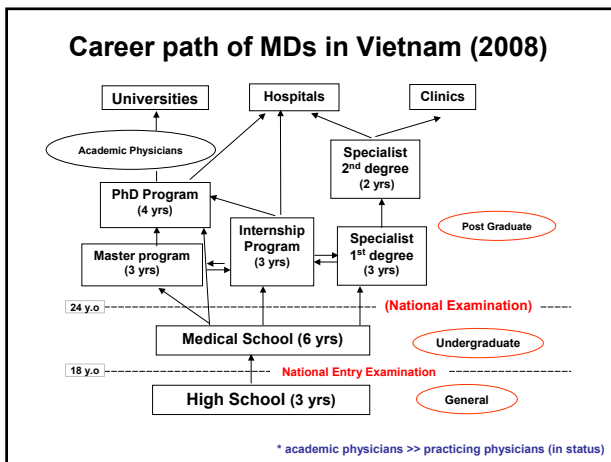 Career path of MDs in Vietnam (2008)
Universities
Hospitals
Clinics
Academic Physicians
Specialist
2nd degree
(2 yrs)
PhD Program
(4 yrs)
Internship
Program
(3 yrs)
Specialist
1st degree
(3 yrs)
Post Graduate
Master program
(3 yrs)
24 y.o
(National Examination)
Medical School (6 yrs)
Undergraduate
18 y.o
National Entry Examination
High School (3 yrs)
General
* academic physicians >> practicing physicians (in status)